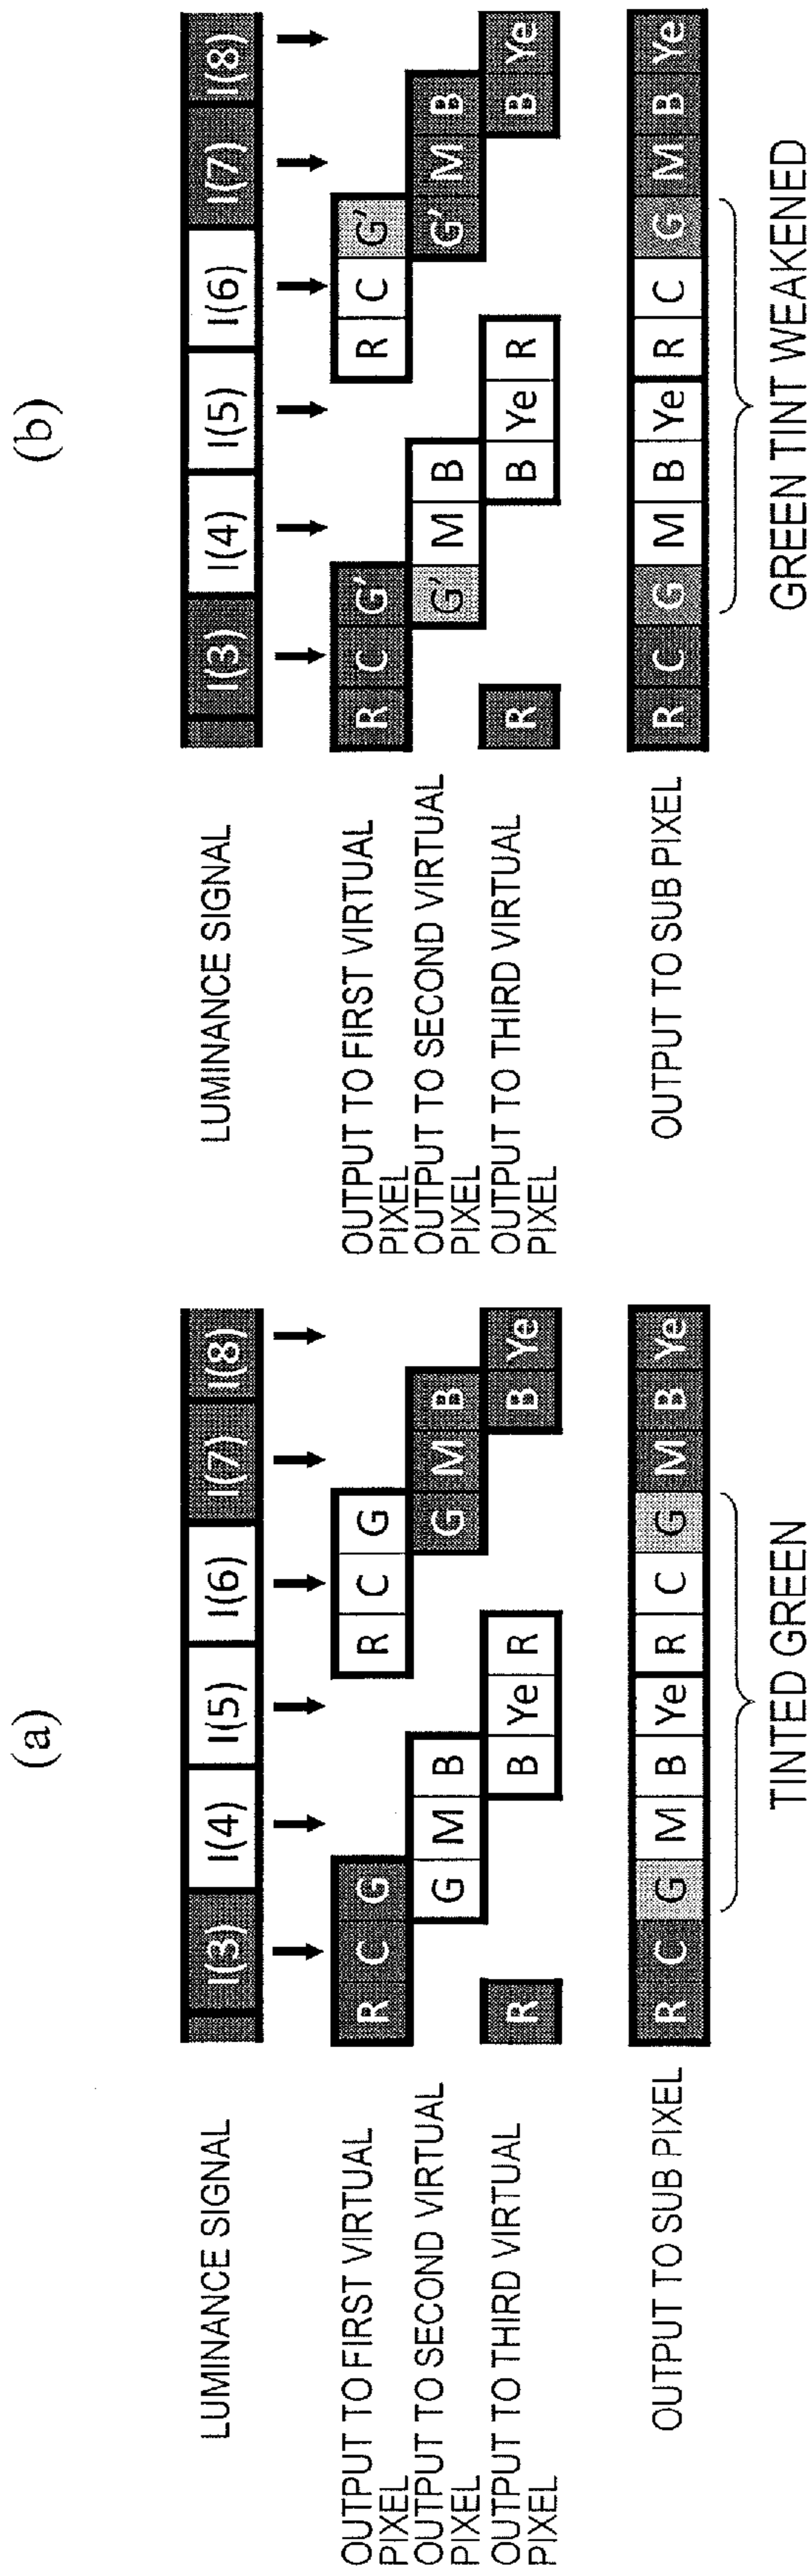 (a)
LUMINANCE SIGNAL
I(3) I(4) I(5) I(6) I(7) I(8)
OUTPUT TO FIRST VIRTUAL
PIXEL
R C G R C G
OUTPUT TO SECOND VIRTUAL
PIXEL
G M B G M B
OUTPUT TO THIRD VIRTUAL
PIXEL
R B Ye R B Ye
OUTPUT TO SUB PIXEL
R C G M B Ye R C G M B Ye
TINTED GREEN
(b)
LUMINANCE SIGNAL
I(3) I(4) I(5) I(6) I(7) I(8)
OUTPUT TO FIRST VIRTUAL
PIXEL
R C G' R C G'
OUTPUT TO SECOND VIRTUAL
PIXEL
G' M B G' M B
OUTPUT TO THIRD VIRTUAL
PIXEL
R B Ye R B Ye
OUTPUT TO SUB PIXEL
R C G M B Ye R C G M B Ye
GREEN TINT WEAKENED